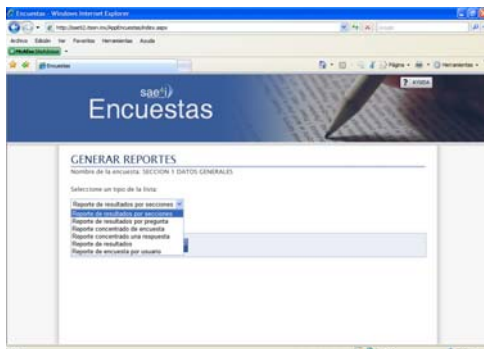 Encuestas - Windows Internet Explorer
Archivo Edición Ver Favoritos Herramientas Ayuda
McAfee SiteAdvisor
Encuestas
Página Herramientas
? AYUDA
Encuestas
GENERAR REPORTES
Nombre de la encuesta: SECCION 1 DATOS GENERALES
Seleccione un tipo de la lista:
Reporte de resultados por secciones
Reporte de resultados por secciones
Reporte de resultados por pregunta
Reporte concentrado de encuesta
Reporte concentrado una respuesta
Reporte de resultados
Reporte de encuesta por usuario